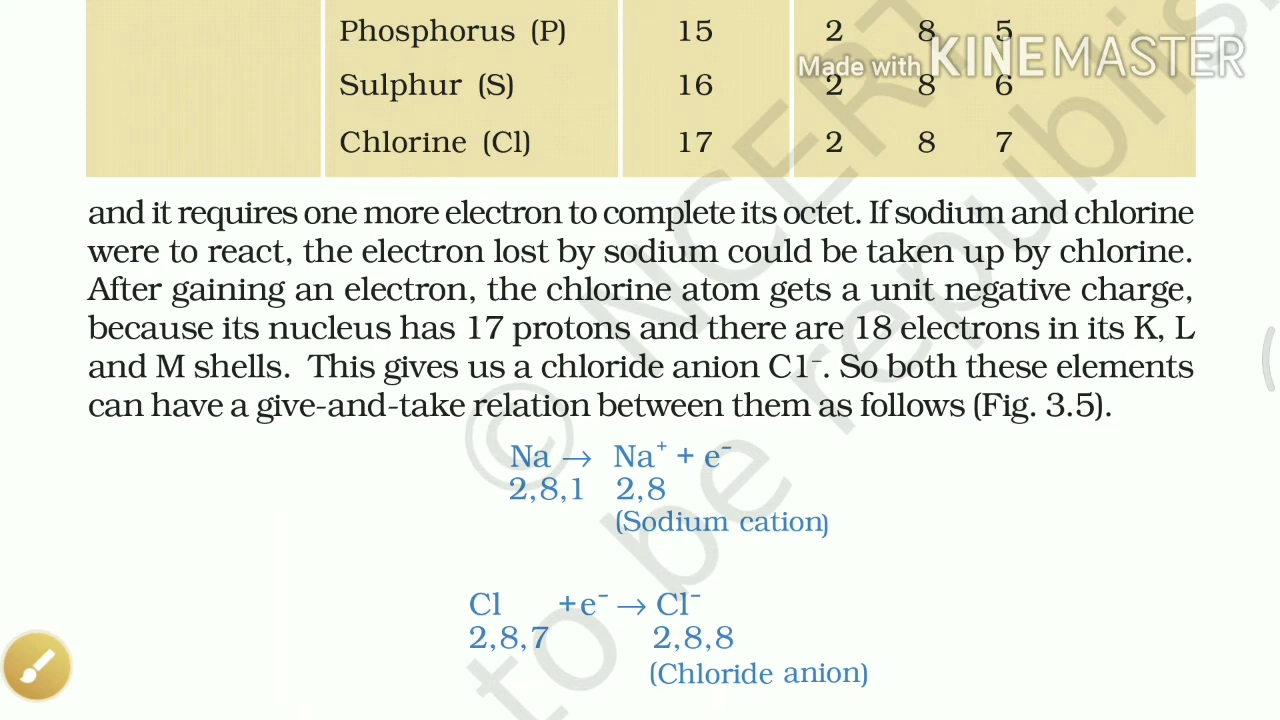 Phosphorus (P) 15 2 8 5
Made with KINEMASTER
Sulphur (S) 16 2 8 6
Chlorine (Cl) 17 2 8 7
and it requires one more electron to complete its octet. If sodium and chlorine
were to react, the electron lost by sodium could be taken up by chlorine.
After gaining an electron, the chlorine atom gets a unit negative charge,
because its nucleus has 17 protons and there are 18 electrons in its K, L
and M shells. This gives us a chloride anion C1⁻. So both these elements
can have a give-and-take relation between them as follows (Fig. 3.5).
Na → Na⁺ + e⁻
2,8,1 2,8
(Sodium cation)
Cl +e⁻ → Cl⁻
2,8,7 2,8,8
(Chloride anion)
© NCERT
to be republis